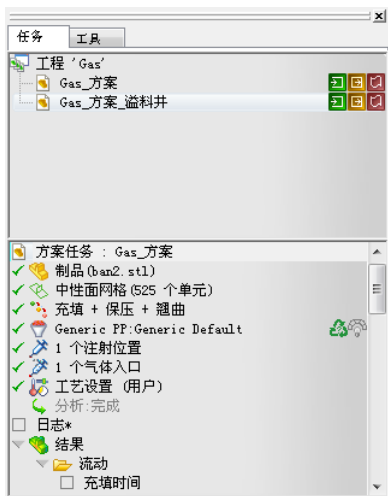 任务 工具
工程 'Gas'
Gas_方案
Gas_方案_溢料井
方案任务 : Gas_方案
制品(ban2.stl)
中性面网格(525 个单元)
充填 + 保压 + 翘曲
Generic PP:Generic Default
1 个注射位置
1 个气体入口
工艺设置 (用户)
分析:完成
日志*
结果
流动
充填时间